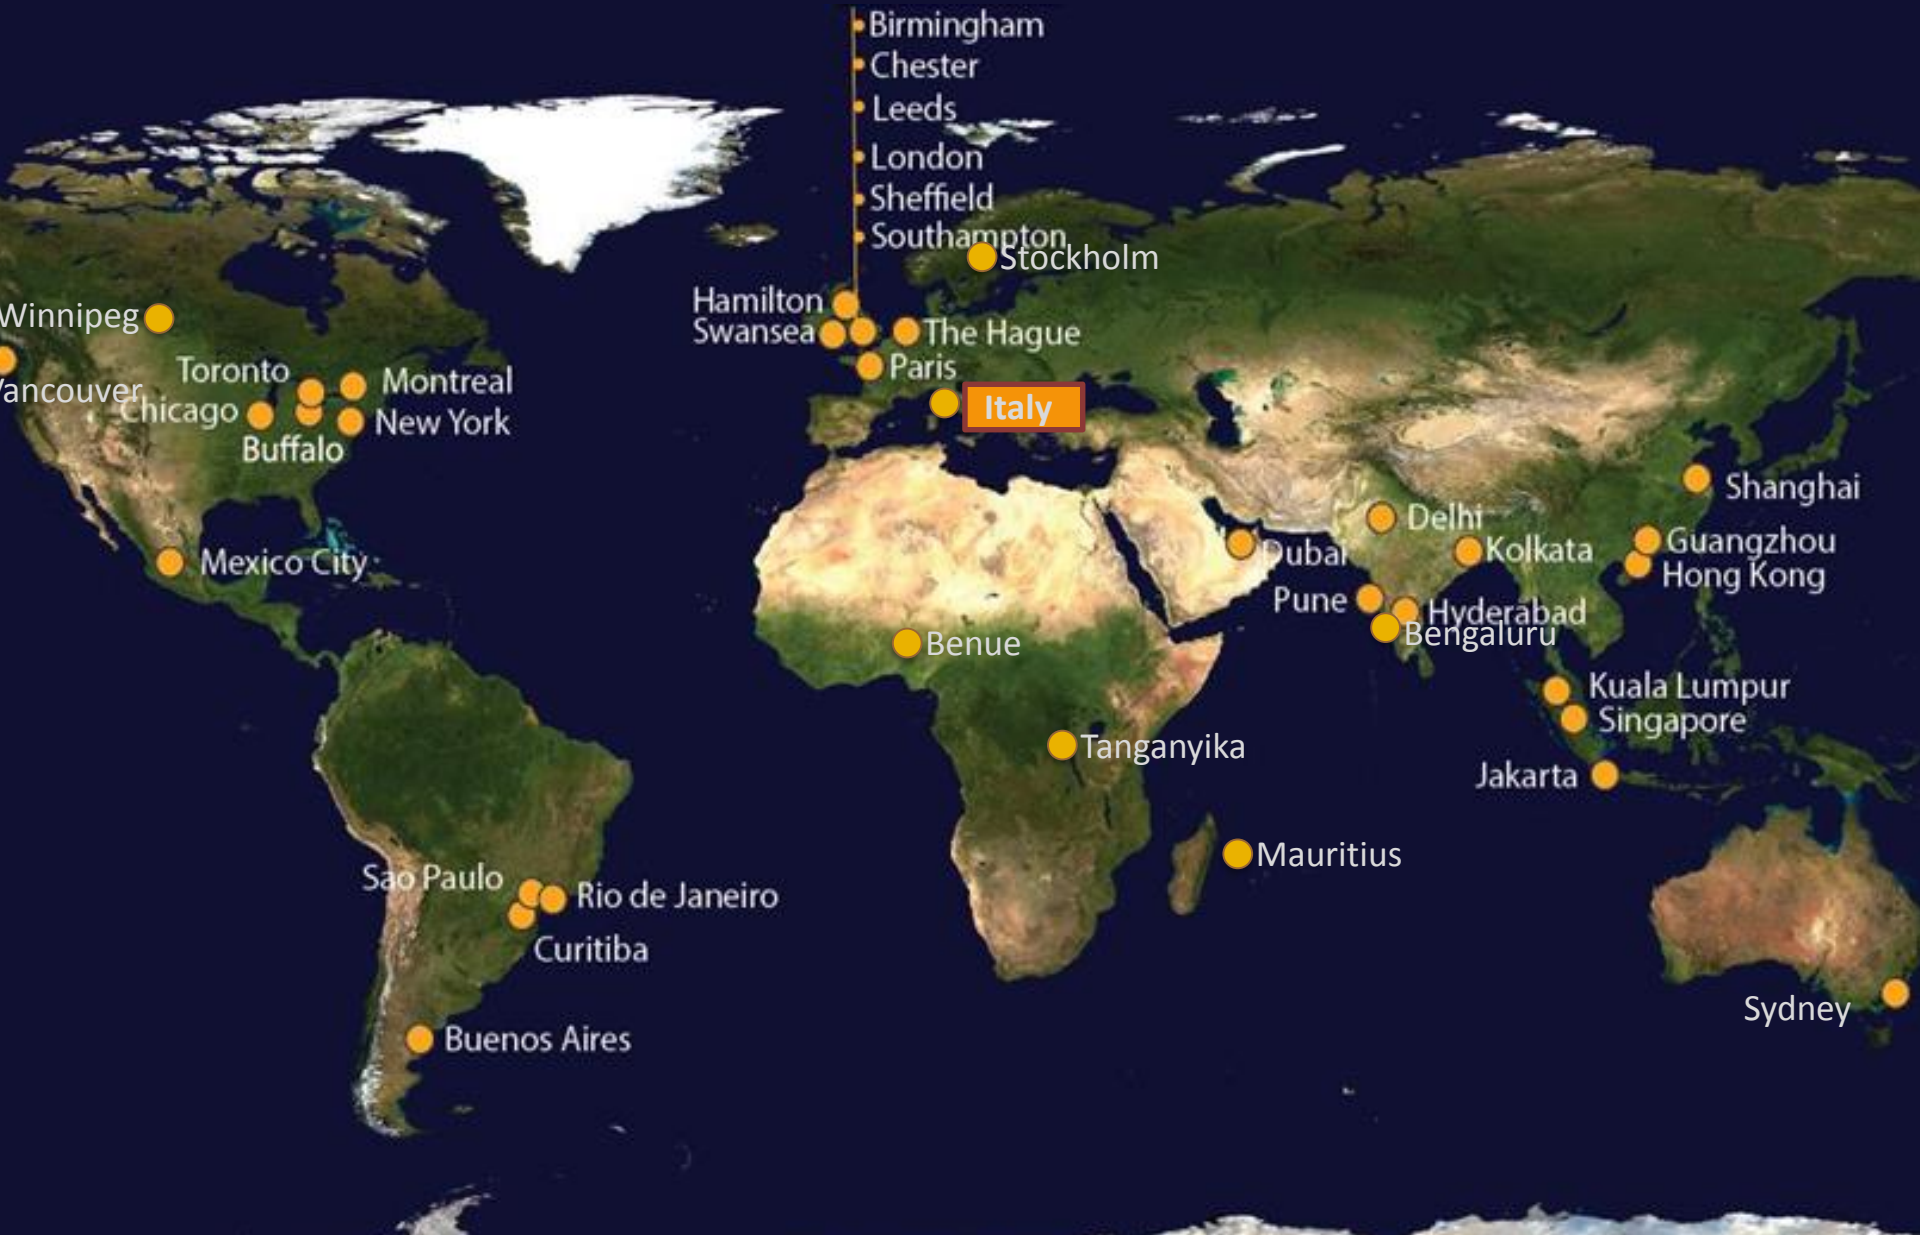 Birmingham
Chester
Leeds
London
Sheffield
Southampton
Stockholm
Hamilton
Swansea
The Hague
Paris
Italy
Winnipeg
Vancouver
Toronto
Montreal
Chicago
New York
Buffalo
Mexico City
Shanghai
Delhi
Dubai
Kolkata
Guangzhou
Hong Kong
Pune
Hyderabad
Bengaluru
Benue
Kuala Lumpur
Singapore
Tanganyika
Jakarta
Mauritius
Sao Paulo
Rio de Janeiro
Curitiba
Sydney
Buenos Aires